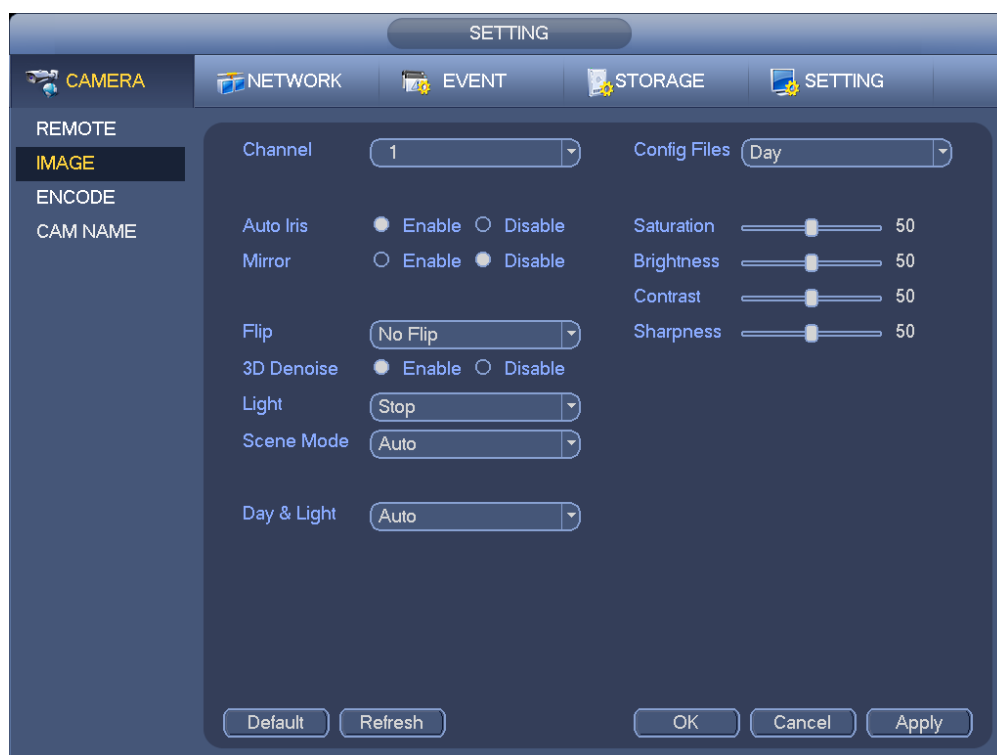 SETTING
CAMERA NETWORK EVENT STORAGE SETTING
REMOTE
IMAGE
ENCODE
CAM NAME
Channel 1 Config Files Day
Auto Iris Enable Disable Saturation 50
Mirror Enable Disable Brightness 50
Contrast 50
Flip No Flip Sharpness 50
3D Denoise Enable Disable
Light Stop
Scene Mode Auto
Day & Light Auto
Default Refresh OK Cancel Apply